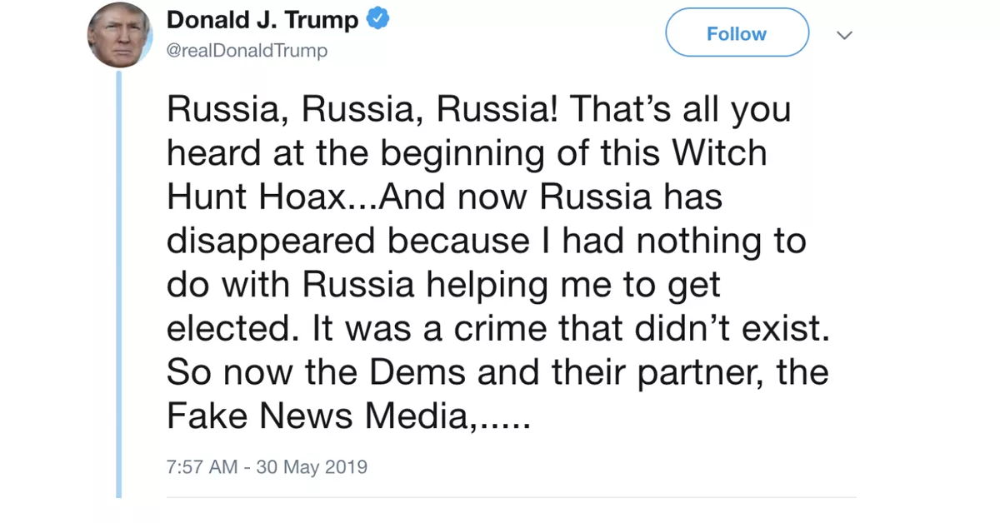 Donald J. Trump
@realDonaldTrump
Follow
Russia, Russia, Russia! That’s all you
heard at the beginning of this Witch
Hunt Hoax...And now Russia has
disappeared because I had nothing to
do with Russia helping me to get
elected. It was a crime that didn’t exist.
So now the Dems and their partner, the
Fake News Media,.....
7:57 AM - 30 May 2019